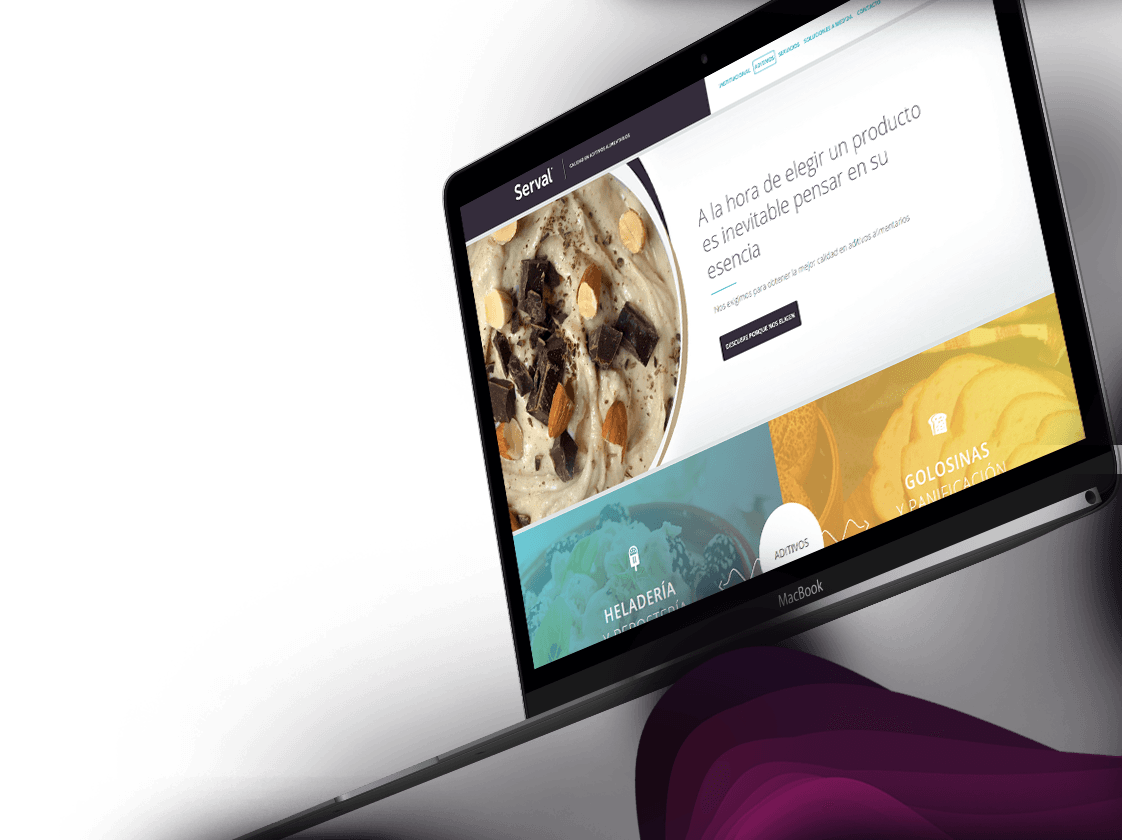 INSTITUCIONAL ADITIVOS SERVICIOS SOLUCIONES A MEDIDA CONTACTO
Serval
CALIDAD EN ADITIVOS ALIMENTARIOS
A la hora de elegir un producto
es inevitable pensar en su
esencia
Nos exigimos para obtener la mejor calidad en aditivos alimentarios
DESCUBRE PORQUE NOS ELIGEN
GOLOSINAS
Y PANIFICACIÓN
ADITIVOS
HELADERÍA
Y REPOSTERÍA
MacBook